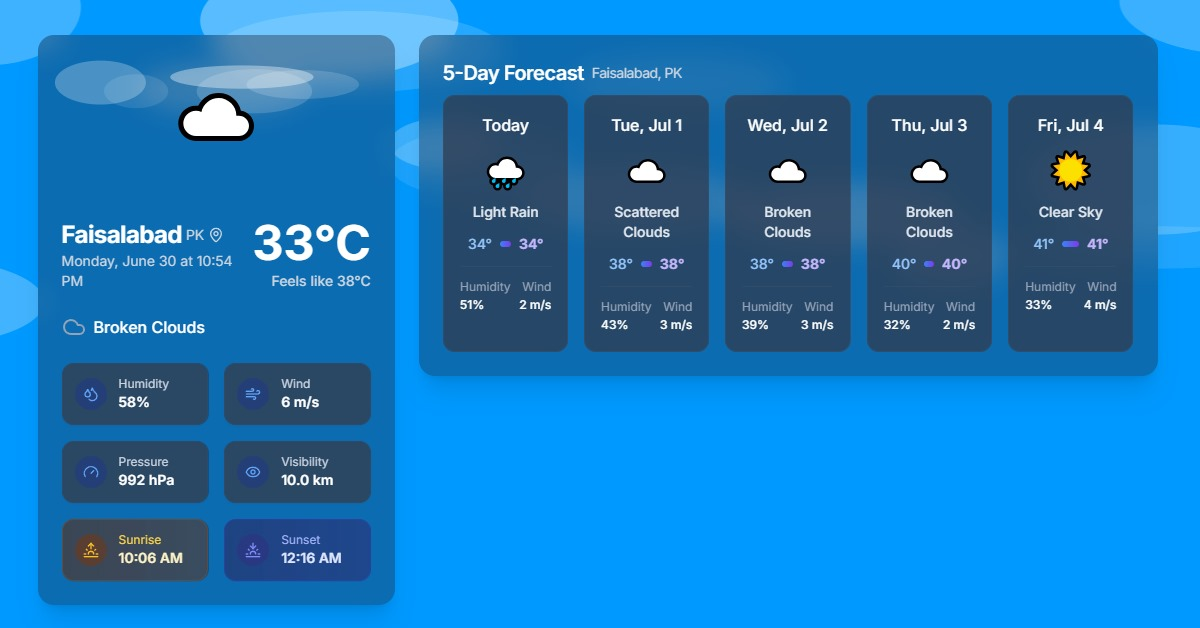 Faisalabad PK
Monday, June 30 at 10:54
PM
33°C
Feels like 38°C
Broken Clouds
Humidity
58%
Wind
6 m/s
Pressure
992 hPa
Visibility
10.0 km
Sunrise
10:06 AM
Sunset
12:16 AM
5-Day Forecast Faisalabad, PK
Today
Light Rain
34° 34°
Humidity Wind
51% 2 m/s
Tue, Jul 1
Scattered
Clouds
38° 38°
Humidity Wind
43% 3 m/s
Wed, Jul 2
Broken
Clouds
38° 38°
Humidity Wind
39% 3 m/s
Thu, Jul 3
Broken
Clouds
40° 40°
Humidity Wind
32% 2 m/s
Fri, Jul 4
Clear Sky
41° 41°
Humidity Wind
33% 4 m/s